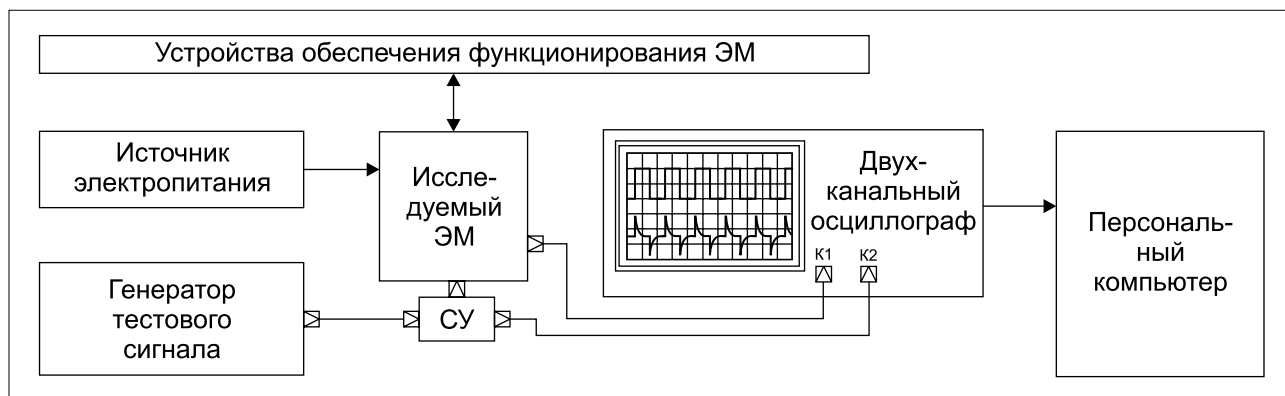 Устройства обеспечения функционирования ЭМ
Источник
электропитания
Иссле-
дуемый
ЭМ
Двух-
канальный
осциллограф
К1 К2
Персональ-
ный
компьютер
Генератор
тестового
сигнала
СУ